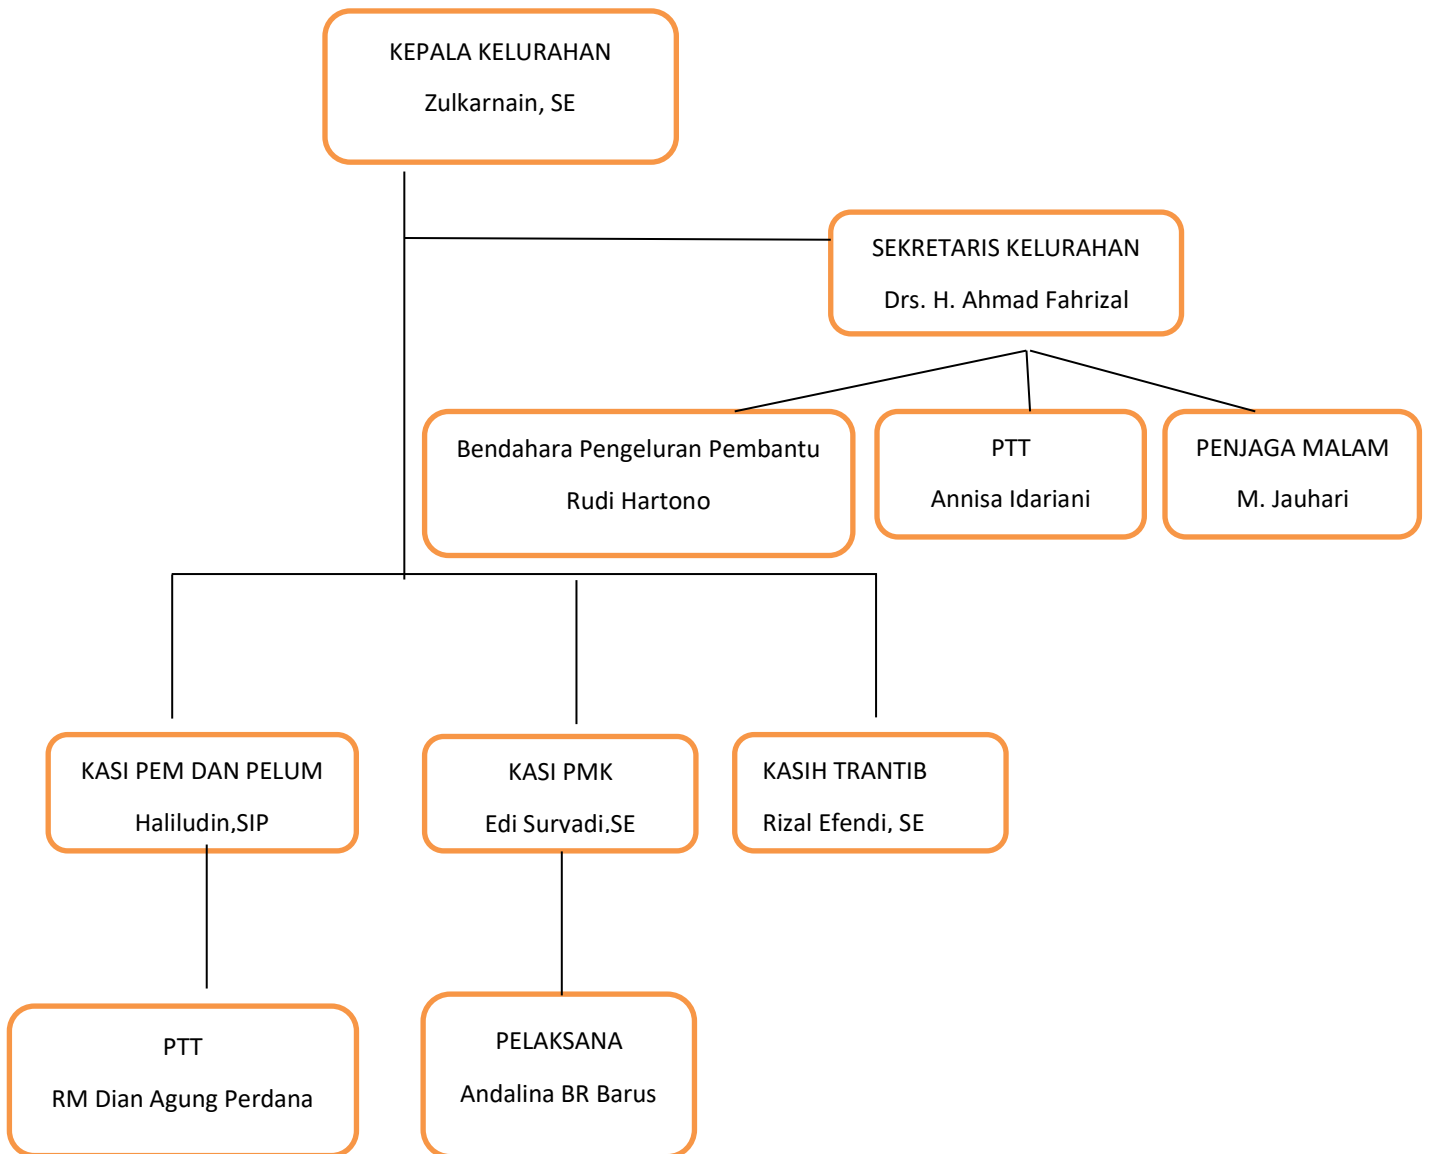 KEPALA KELURAHAN
Zulkarnain, SE
SEKRETARIS KELURAHAN
Drs. H. Ahmad Fahrizal
Bendahara Pengeluran Pembantu
Rudi Hartono
PTT
Annisa Idariani
PENJAGA MALAM
M. Jauhari
KASI PEM DAN PELUM
Haliludin,SIP
KASI PMK
Edi Suryadi,SE
KASIH TRANTIB
Rizal Efendi, SE
PTT
RM Dian Agung Perdana
PELAKSANA
Andalina BR Barus